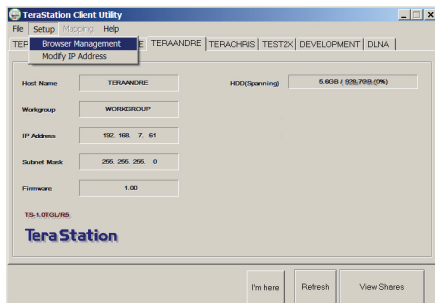 TeraStation Client Utility
File Setup Mapping Help
Browser Management
Modify IP Address
TERAANDRE TERACHRIS TEST2X DEVELOPMENT DLNA
Host Name TERAANDRE HDD(Spanning) 5.6GB / 928.7GB (0%)
Workgroup WORKGROUP
IP Address 192. 168. 7. 61
Subnet Mask 255. 255. 255. 0
Firmware 1.00
TS-1.0TGL/R5
TeraStation
I'm here Refresh View Shares